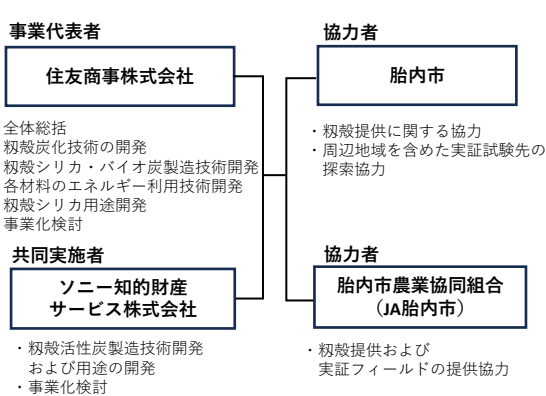 事業代表者
住友商事株式会社
全体総括
籾殻炭化技術の開発
籾殻シリカ・バイオ炭製造技術開発
各材料のエネルギー利用技術開発
籾殻シリカ用途開発
事業化検討
共同実施者
ソニー知的財産
サービス株式会社
・籾殻活性炭製造技術開発
および用途の開発
・事業化検討
協力者
胎内市
・籾殻提供に関する協力
・周辺地域を含めた実証試験先の
探索協力
協力者
胎内市農業協同組合
（JA胎内市）
・籾殻提供および
実証フィールドの提供協力